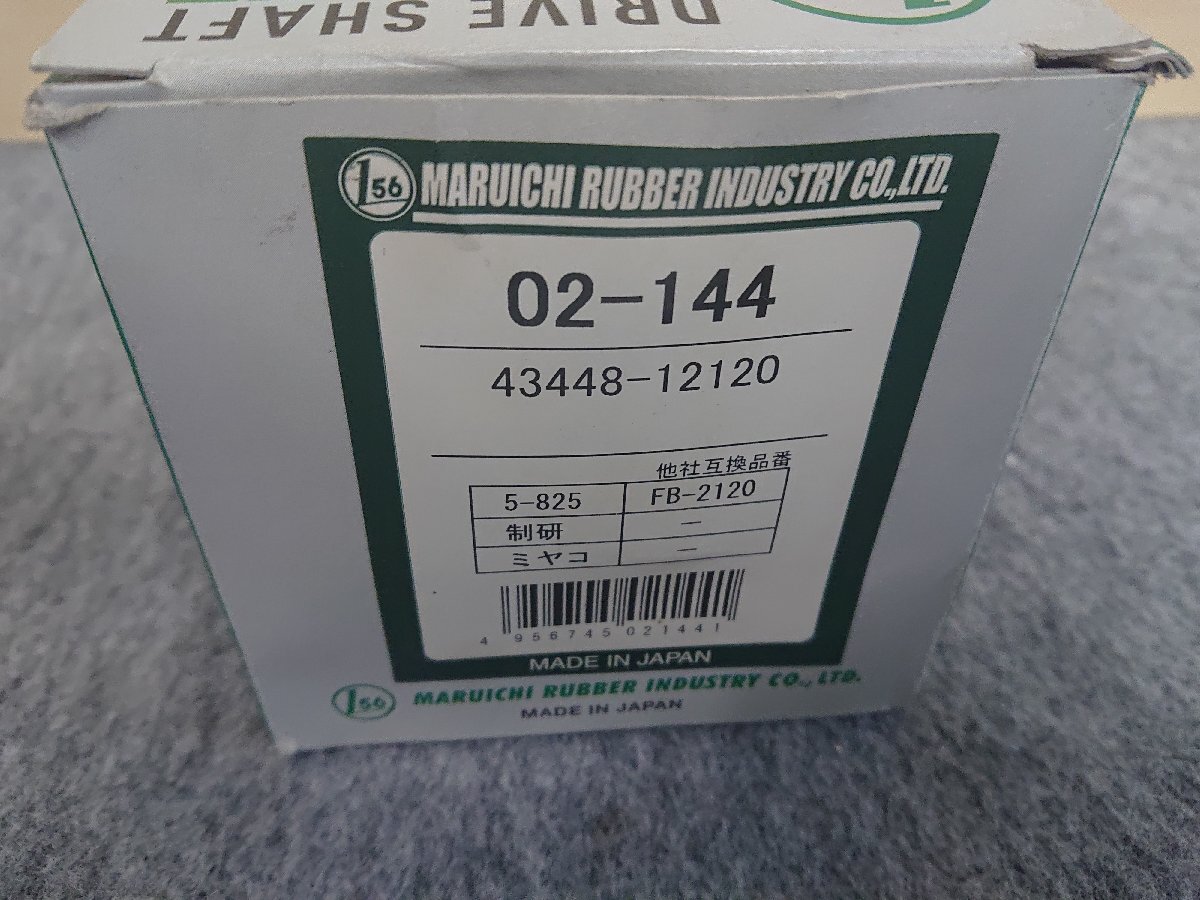 DRIVE SHAFT
156 MARUICHI RUBBER INDUSTRY CO.,LTD.
02-144
43448-12120
他社互換品番
5-825 FB-2120
制研 -
ミヤコ -
4 956745 021441
MADE IN JAPAN
156 MARUICHI RUBBER INDUSTRY CO., LTD.
MADE IN JAPAN